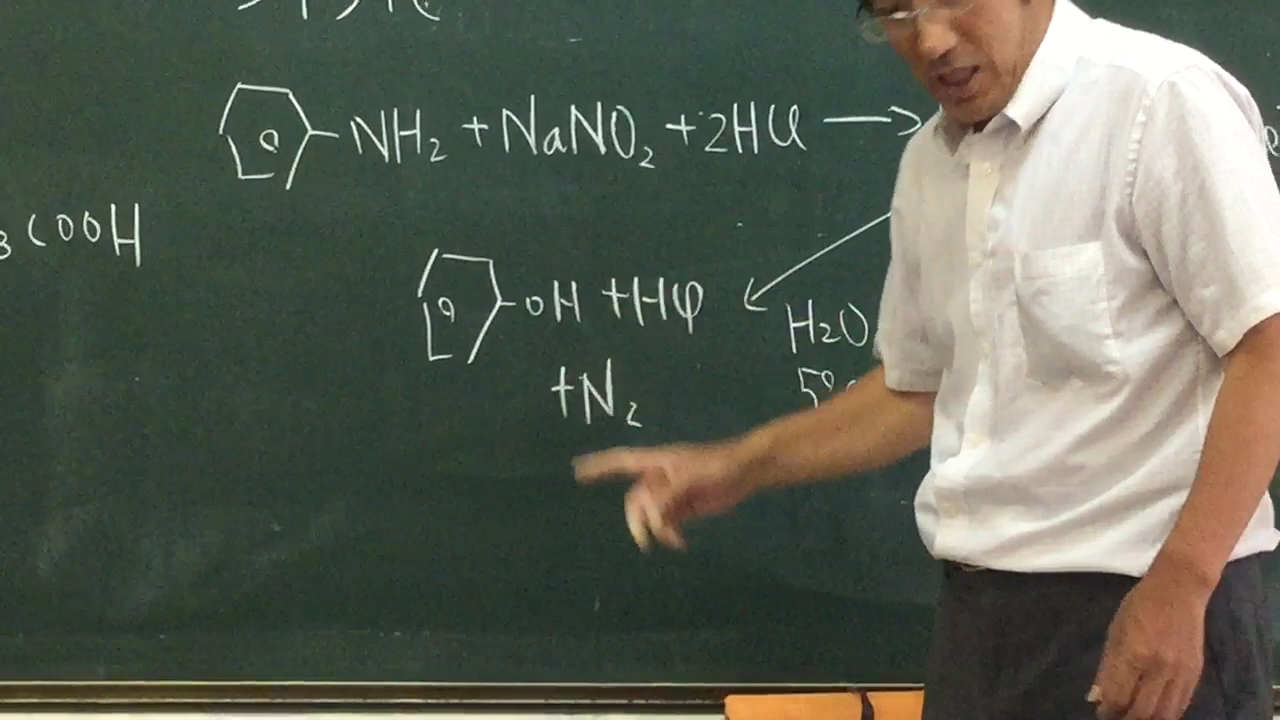 -NH₂ + NaNO₂ + 2HCl →
COOH
-OH + HCl
H₂O
+ N₂
5°